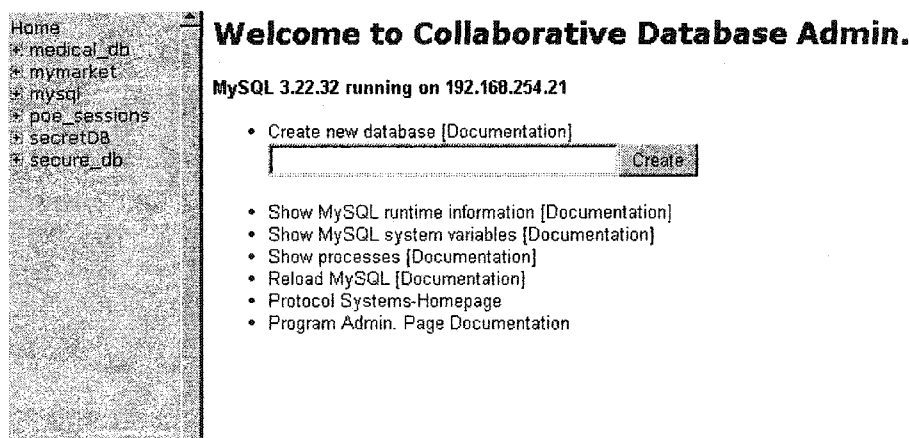 Home
+ medical_db
+ mymarket
+ mysql
+ poe_sessions
+ secretDB
+ secure_db
Welcome to Collaborative Database Admin.
MySQL 3.22.32 running on 192.168.254.21
• Create new database [Documentation]
Create
• Show MySQL runtime information [Documentation]
• Show MySQL system variables [Documentation]
• Show processes [Documentation]
• Reload MySQL [Documentation]
• Protocol Systems-Homepage
• Program Admin. Page Documentation